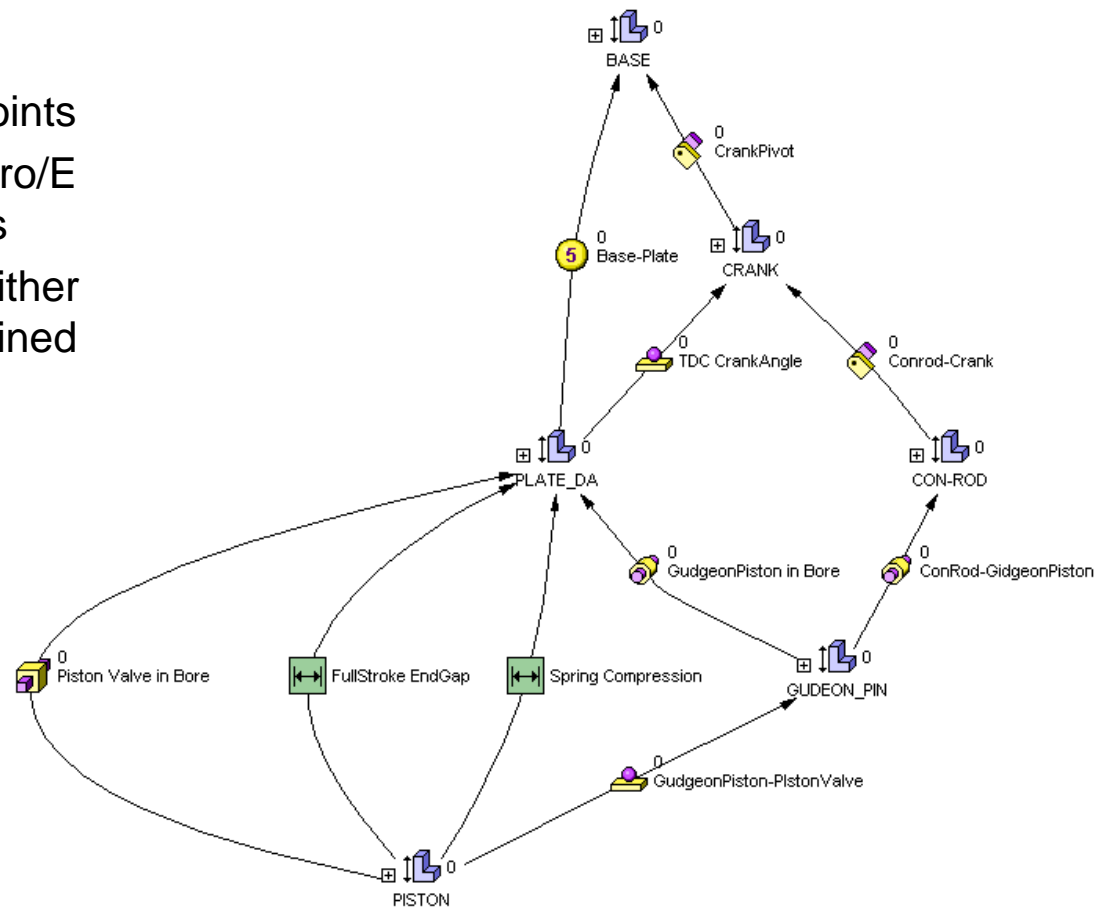 0
BASE
oints
ro/E
s
ither
ined
0
CrankPivot
0
5 Base-Plate
0
CRANK
0
TDC CrankAngle
0
Conrod-Crank
0
PLATE_DA
0
CON-ROD
0
GudgeonPiston in Bore
0
ConRod-GidgeonPiston
0
Piston Valve in Bore
FullStroke EndGap
Spring Compression
0
GUDEON_PIN
0
GudgeonPiston-PIstonValve
0
PISTON